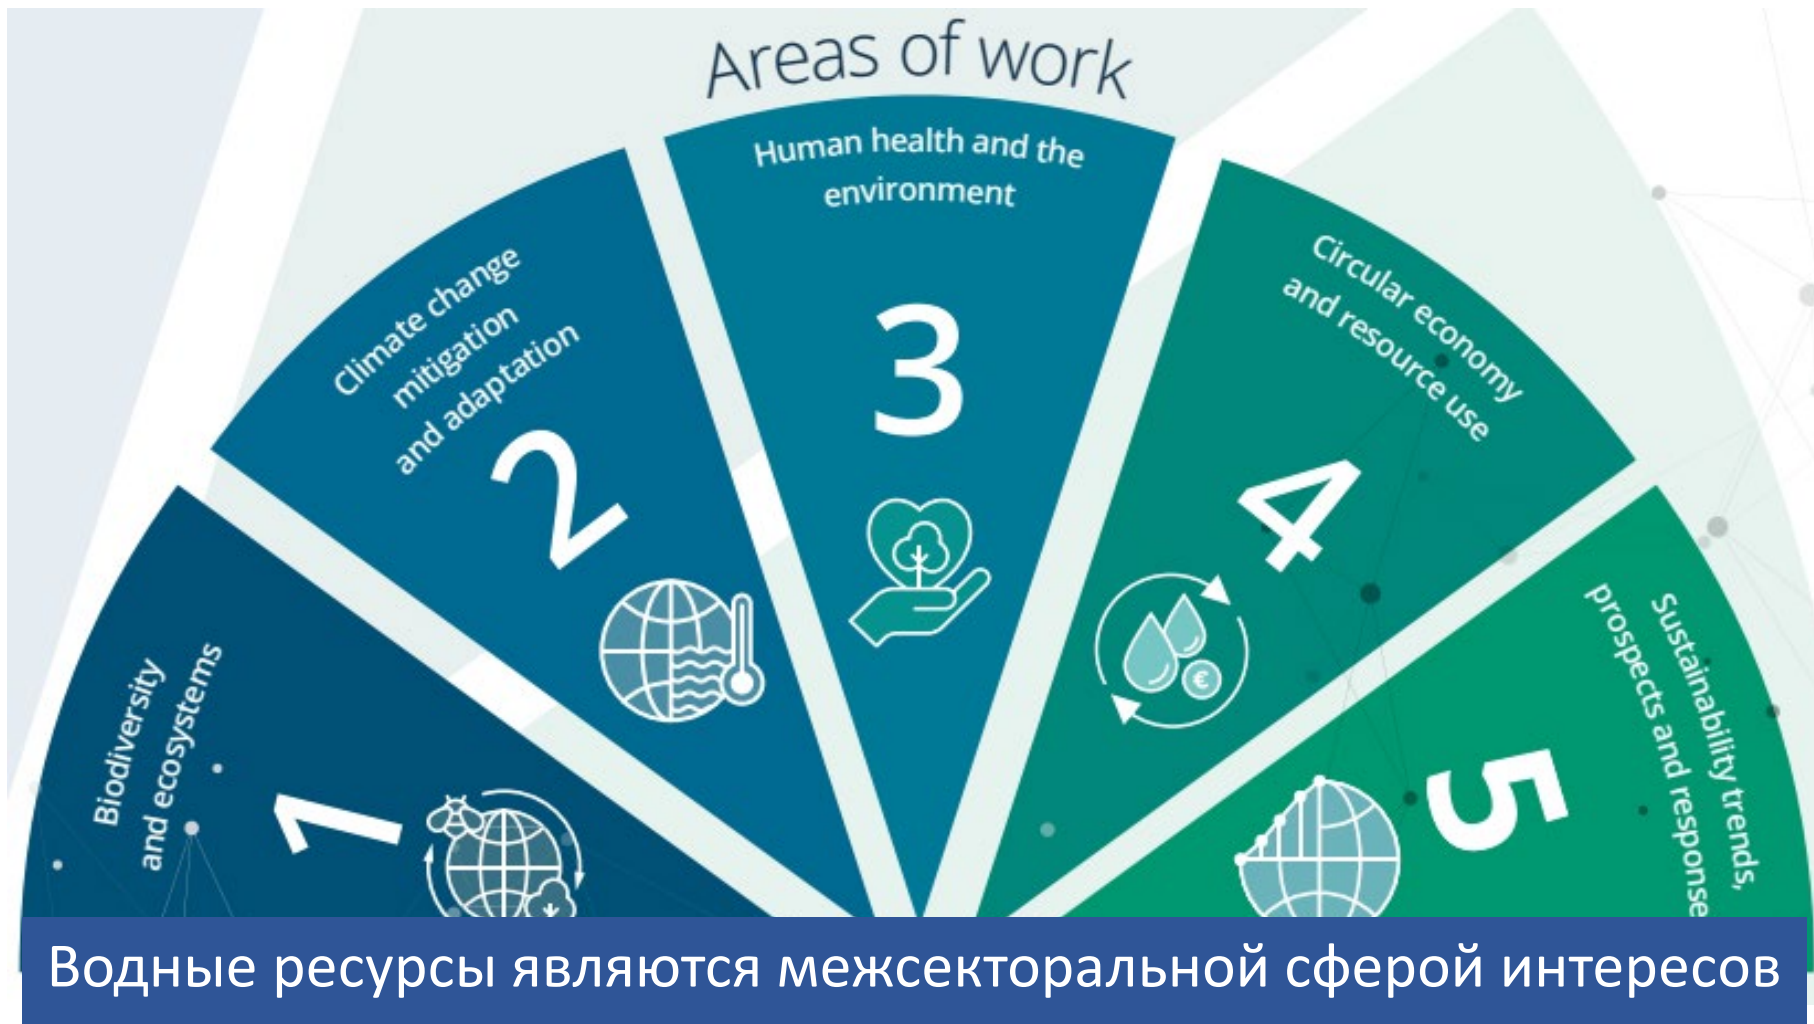 Areas of work
Biodiversity
and ecosystems
1
Climate change
mitigation
and adaptation
2
Human health and the
environment
3
Circular economy
and resource use
4
€
Sustainability trends,
prospects and response
5
Водные ресурсы являются межсекторальной сферой интересов